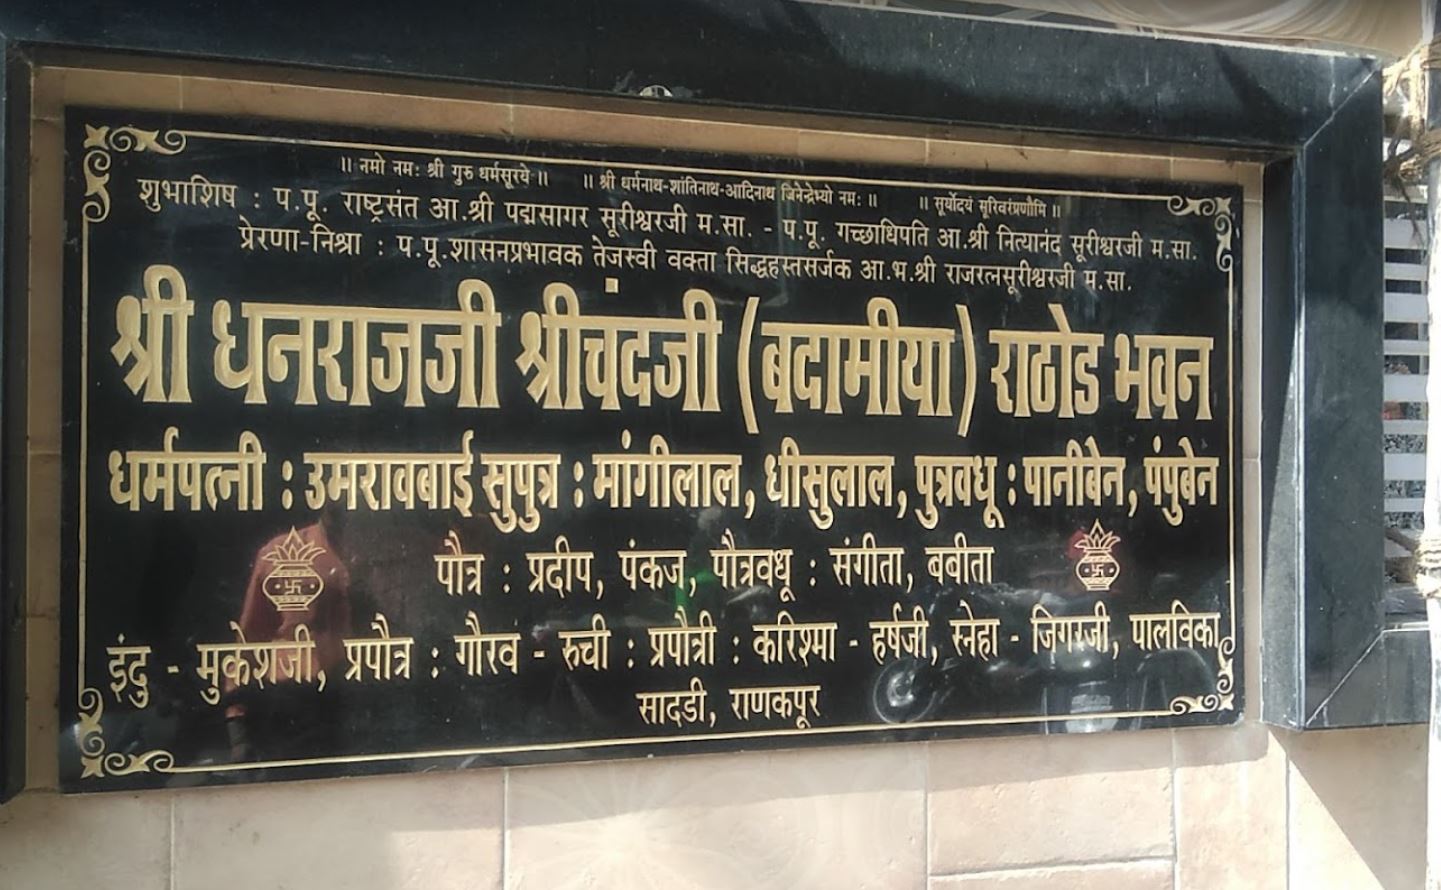 ॥ नमो नमः श्री गुरु धर्मसूरये ॥ ॥ श्री धर्मनाथ-शांतिनाथ-आदिनाथ जिनेन्द्रेभ्यो नमः ॥ ॥ सूर्योदयं सूरिवरंप्रणौमि ॥
शुभाशिष : प.पू. राष्ट्रसंत आ.श्री पद्मसागर सूरीश्वरजी म.सा. - प.पू. गच्छाधिपति आ.श्री नित्यानंद सूरीश्वरजी म.सा.
प्रेरणा-निश्रा : प.पू.शासनप्रभावक तेजस्वी वक्ता सिद्धहस्तसर्जक आ.भ.श्री राजरत्नसूरीश्वरजी म.सा.
श्री धनराजजी श्रीचंदजी (बदामीया) राठोड भवन
धर्मपत्नी : उमरावबाई सुपुत्र : मांगीलाल, धीसुलाल, पुत्रवधू : पानीबेन, पंपुबेन
पौत्र : प्रदीप, पंकज, पौत्रवधू : संगीता, बबीता
इंदु - मुकेशजी, प्रपौत्र : गौरव - रुची : प्रपौत्री : करिश्मा - हर्षजी, स्नेहा - जिगरजी, पालविका
सादडी, राणकपूर